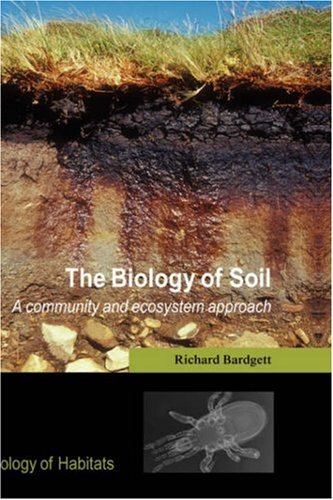 The Biology of Soil
A community and ecosystem approach
Richard Bardgett
ology of Habitats